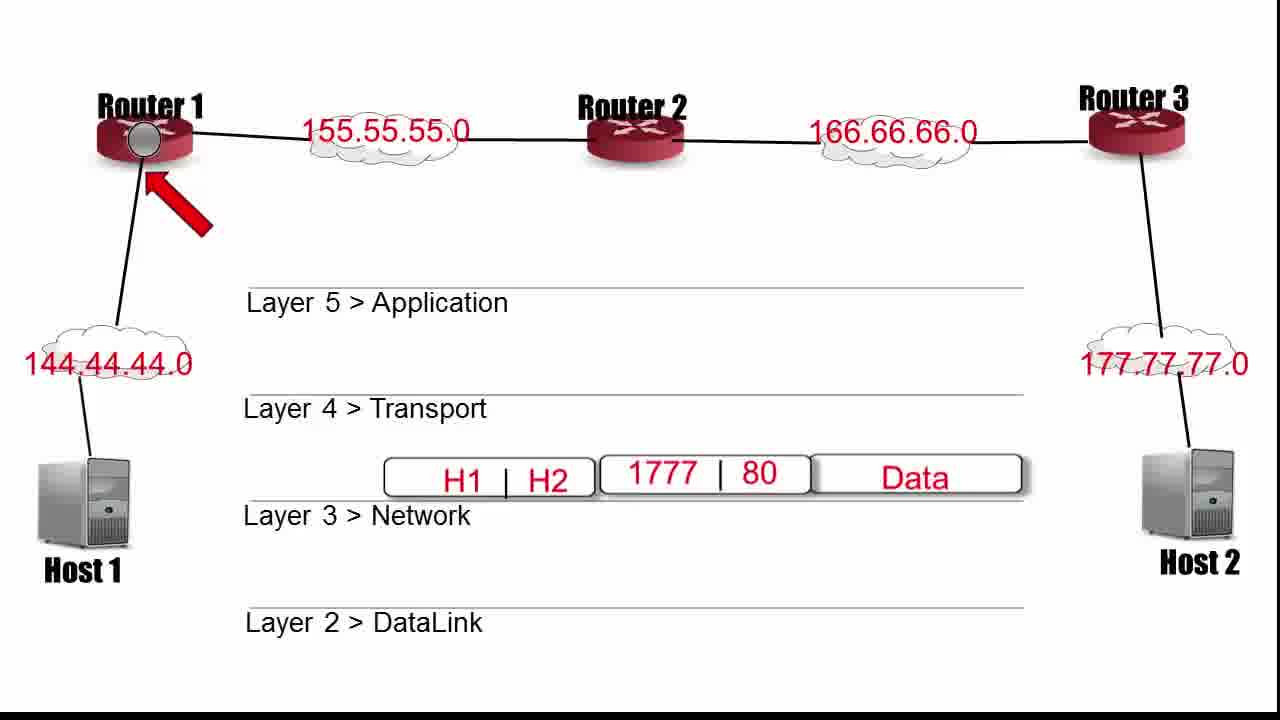 Router 1
Router 2
Router 3
155.55.55.0
166.66.66.0
Layer 5 > Application
144.44.44.0
177.77.77.0
Layer 4 > Transport
H1 | H2
1777 | 80
Data
Layer 3 > Network
Host 1
Host 2
Layer 2 > DataLink